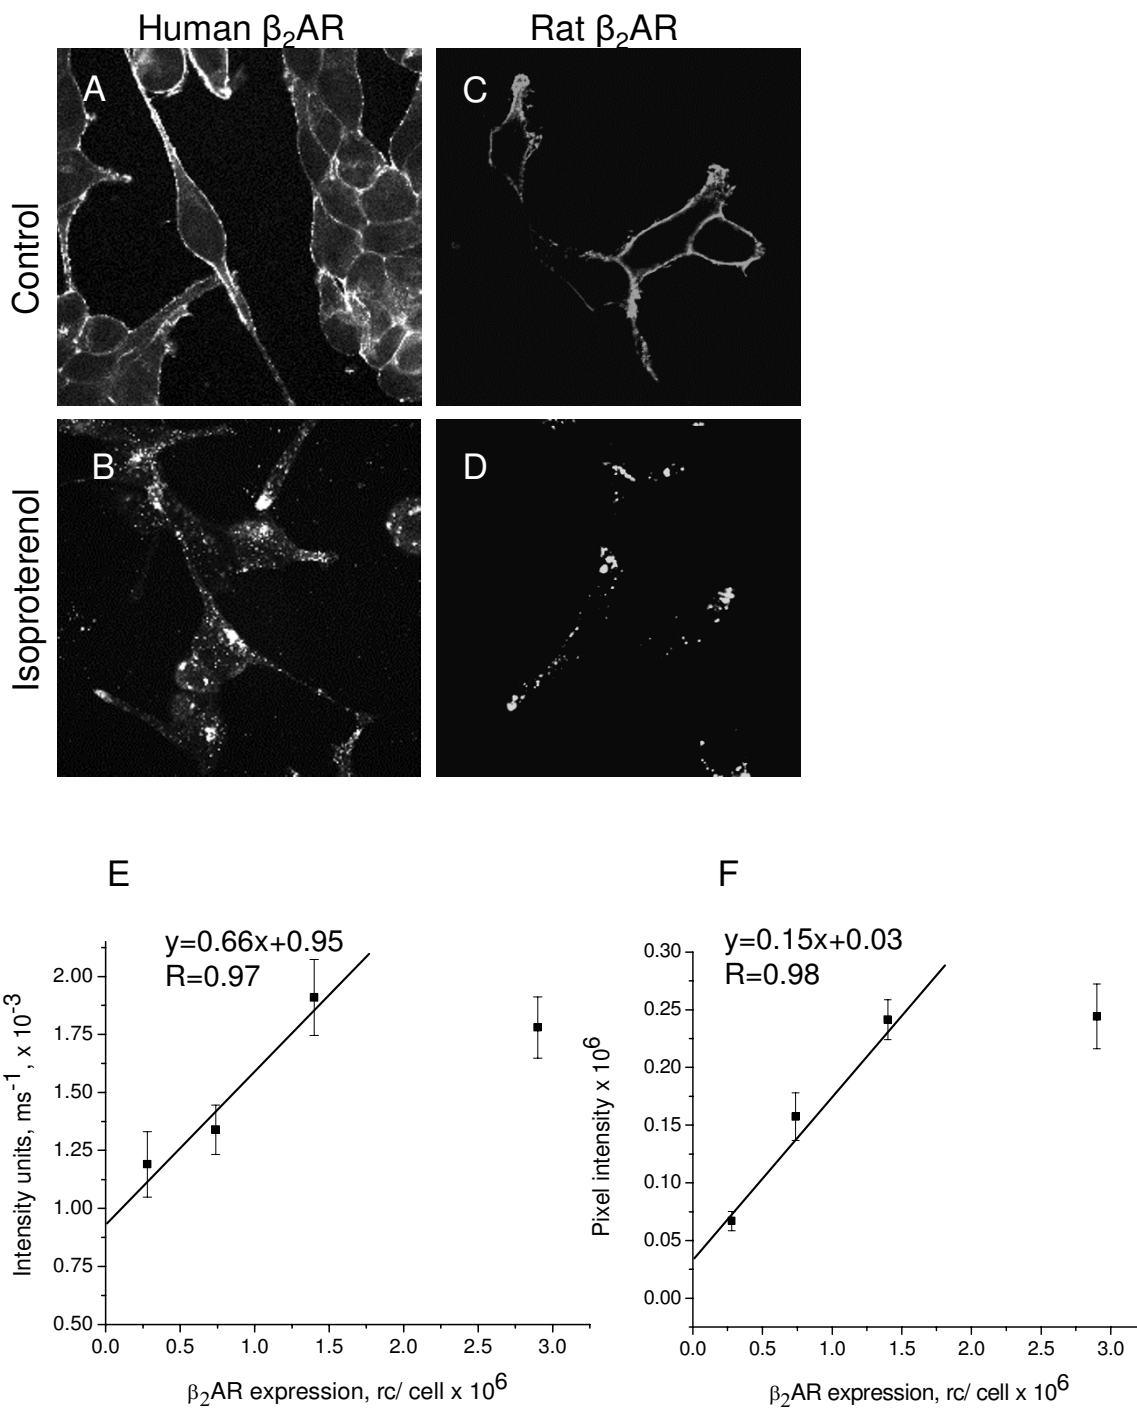 Human β₂AR
Rat β₂AR
Control
A
C
Isoproterenol
B
D
E
y=0.66x+0.95
R=0.97
Intensity units, ms⁻¹, x 10⁻³
2.00
1.75
1.50
1.25
1.00
0.75
0.50
0.0
0.5
1.0
1.5
2.0
2.5
3.0
β₂AR expression, rc/ cell x 10⁶
F
y=0.15x+0.03
R=0.98
Pixel intensity x 10⁶
0.30
0.25
0.20
0.15
0.10
0.05
0.00
0.0
0.5
1.0
1.5
2.0
2.5
3.0
β₂AR expression, rc/ cell x 10⁶